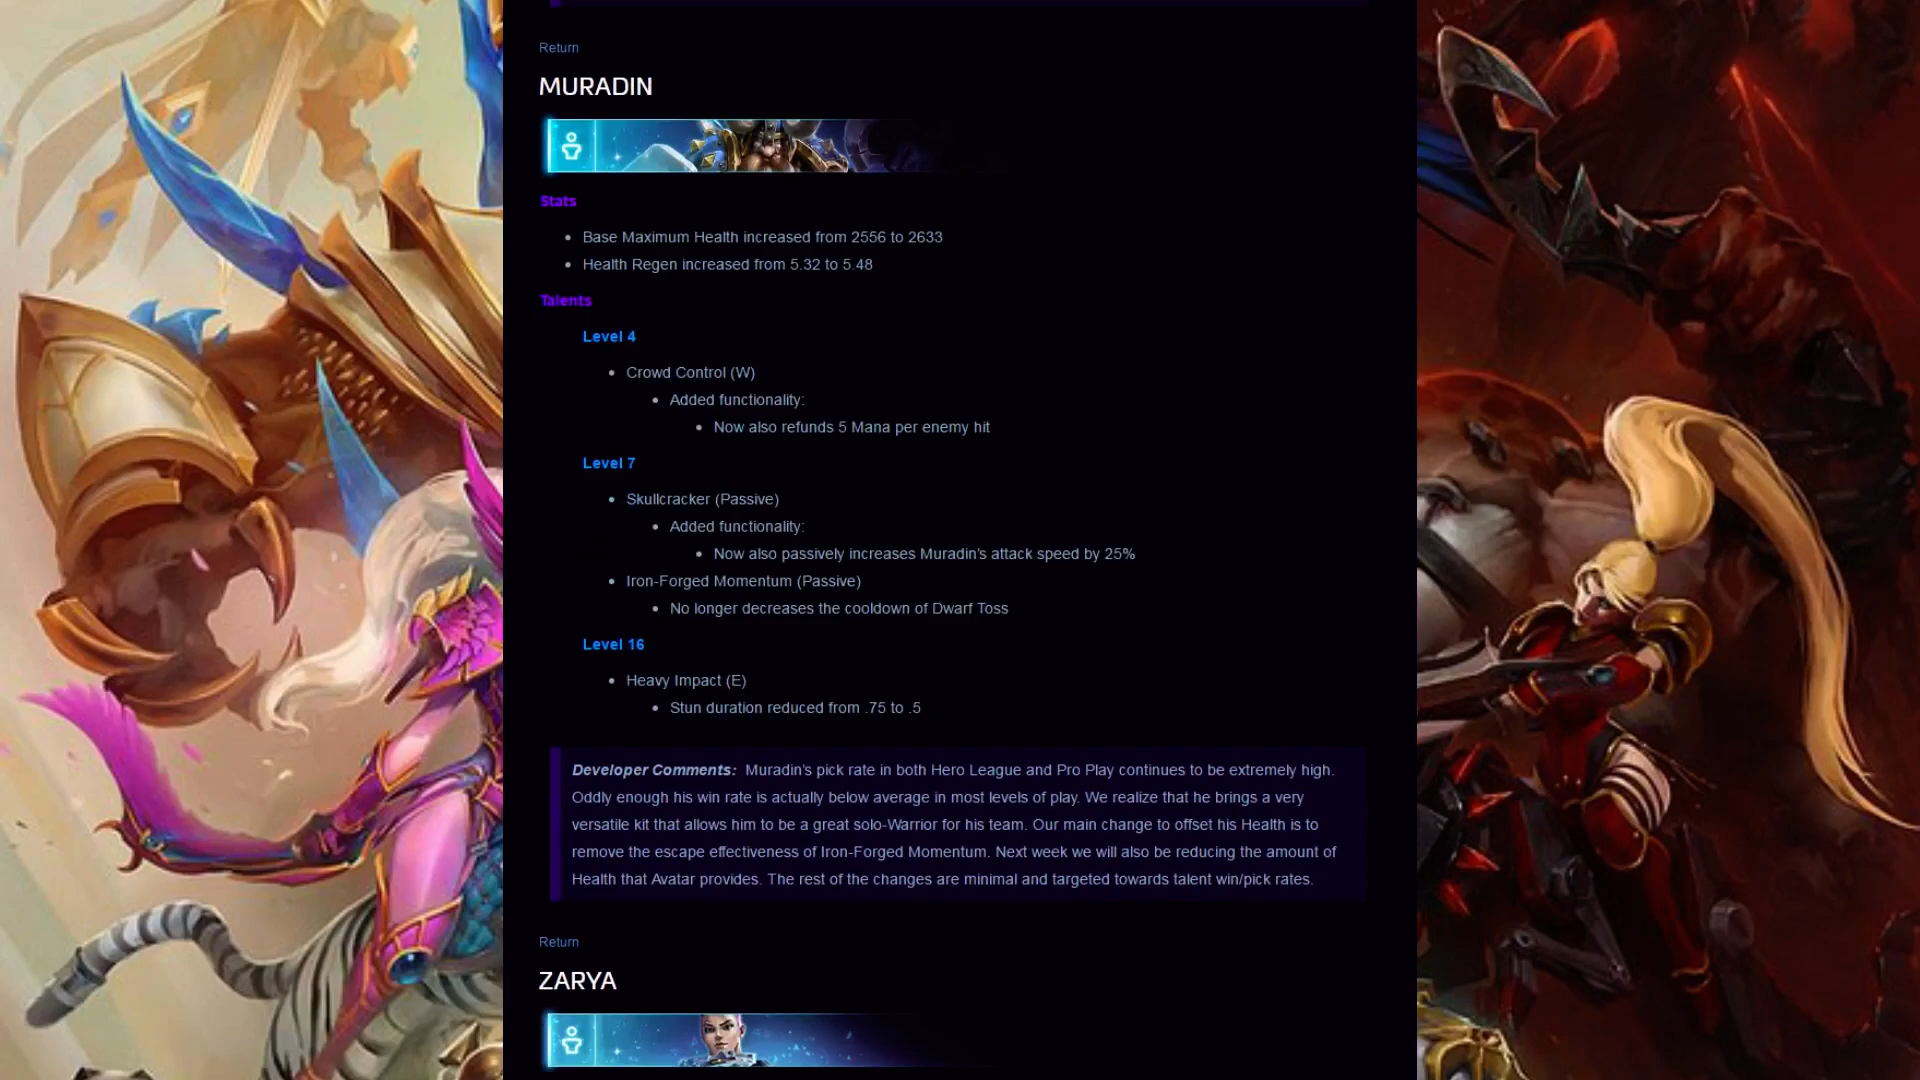 Return
MURADIN
Stats
Base Maximum Health increased from 2556 to 2633
Health Regen increased from 5.32 to 5.48
Talents
Level 4
Crowd Control (W)
Added functionality:
Now also refunds 5 Mana per enemy hit
Level 7
Skullcracker (Passive)
Added functionality:
Now also passively increases Muradin's attack speed by 25%
Iron-Forged Momentum (Passive)
No longer decreases the cooldown of Dwarf Toss
Level 16
Heavy Impact (E)
Stun duration reduced from .75 to .5
Developer Comments: Muradin's pick rate in both Hero League and Pro Play continues to be extremely high.
Oddly enough his win rate is actually below average in most levels of play. We realize that he brings a very
versatile kit that allows him to be a great solo-Warrior for his team. Our main change to offset his Health is to
remove the escape effectiveness of Iron-Forged Momentum. Next week we will also be reducing the amount of
Health that Avatar provides. The rest of the changes are minimal and targeted towards talent win/pick rates.
Return
ZARYA